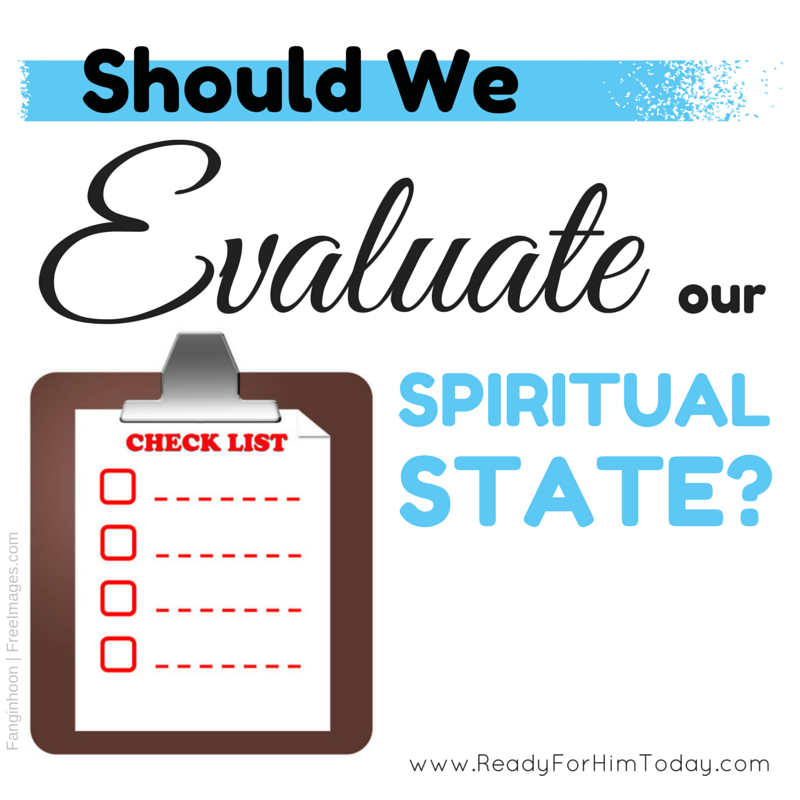 Should We
Evaluate our
SPIRITUAL
STATE?
CHECK LIST
Fanginhoon | FreeImages.com
www.ReadyForHimToday.com